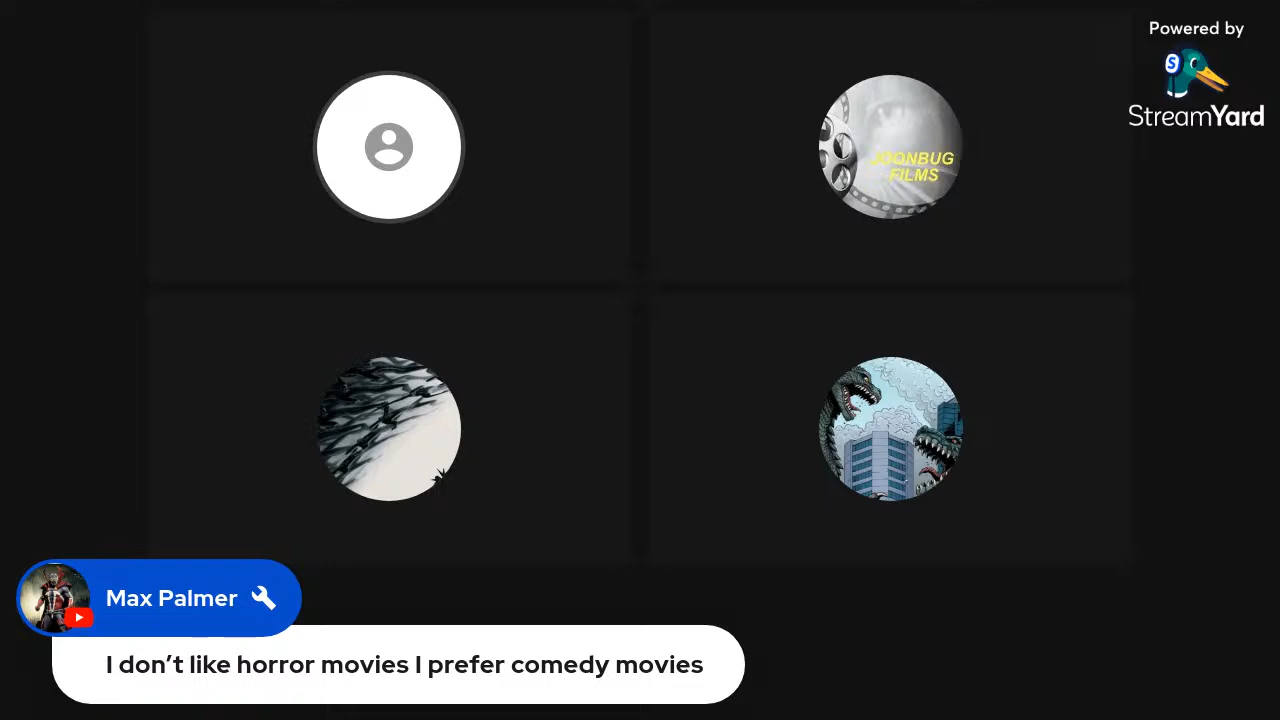 Powered by
StreamYard
JOONBUG
FILMS
Max Palmer
I don't like horror movies I prefer comedy movies